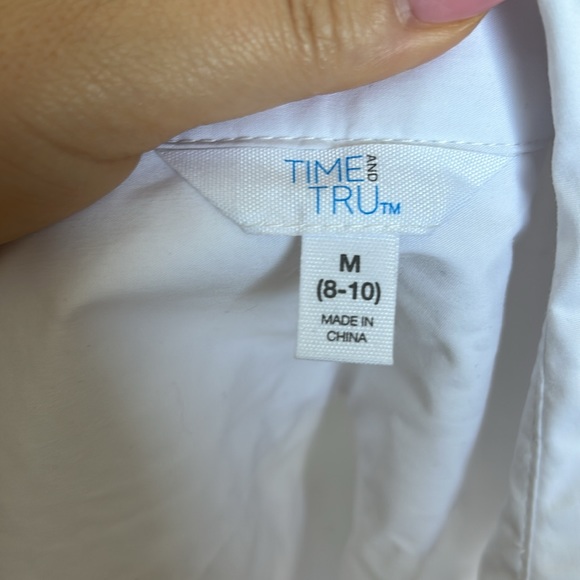 TIME AND
TRU™
M
(8-10)
MADE IN
CHINA